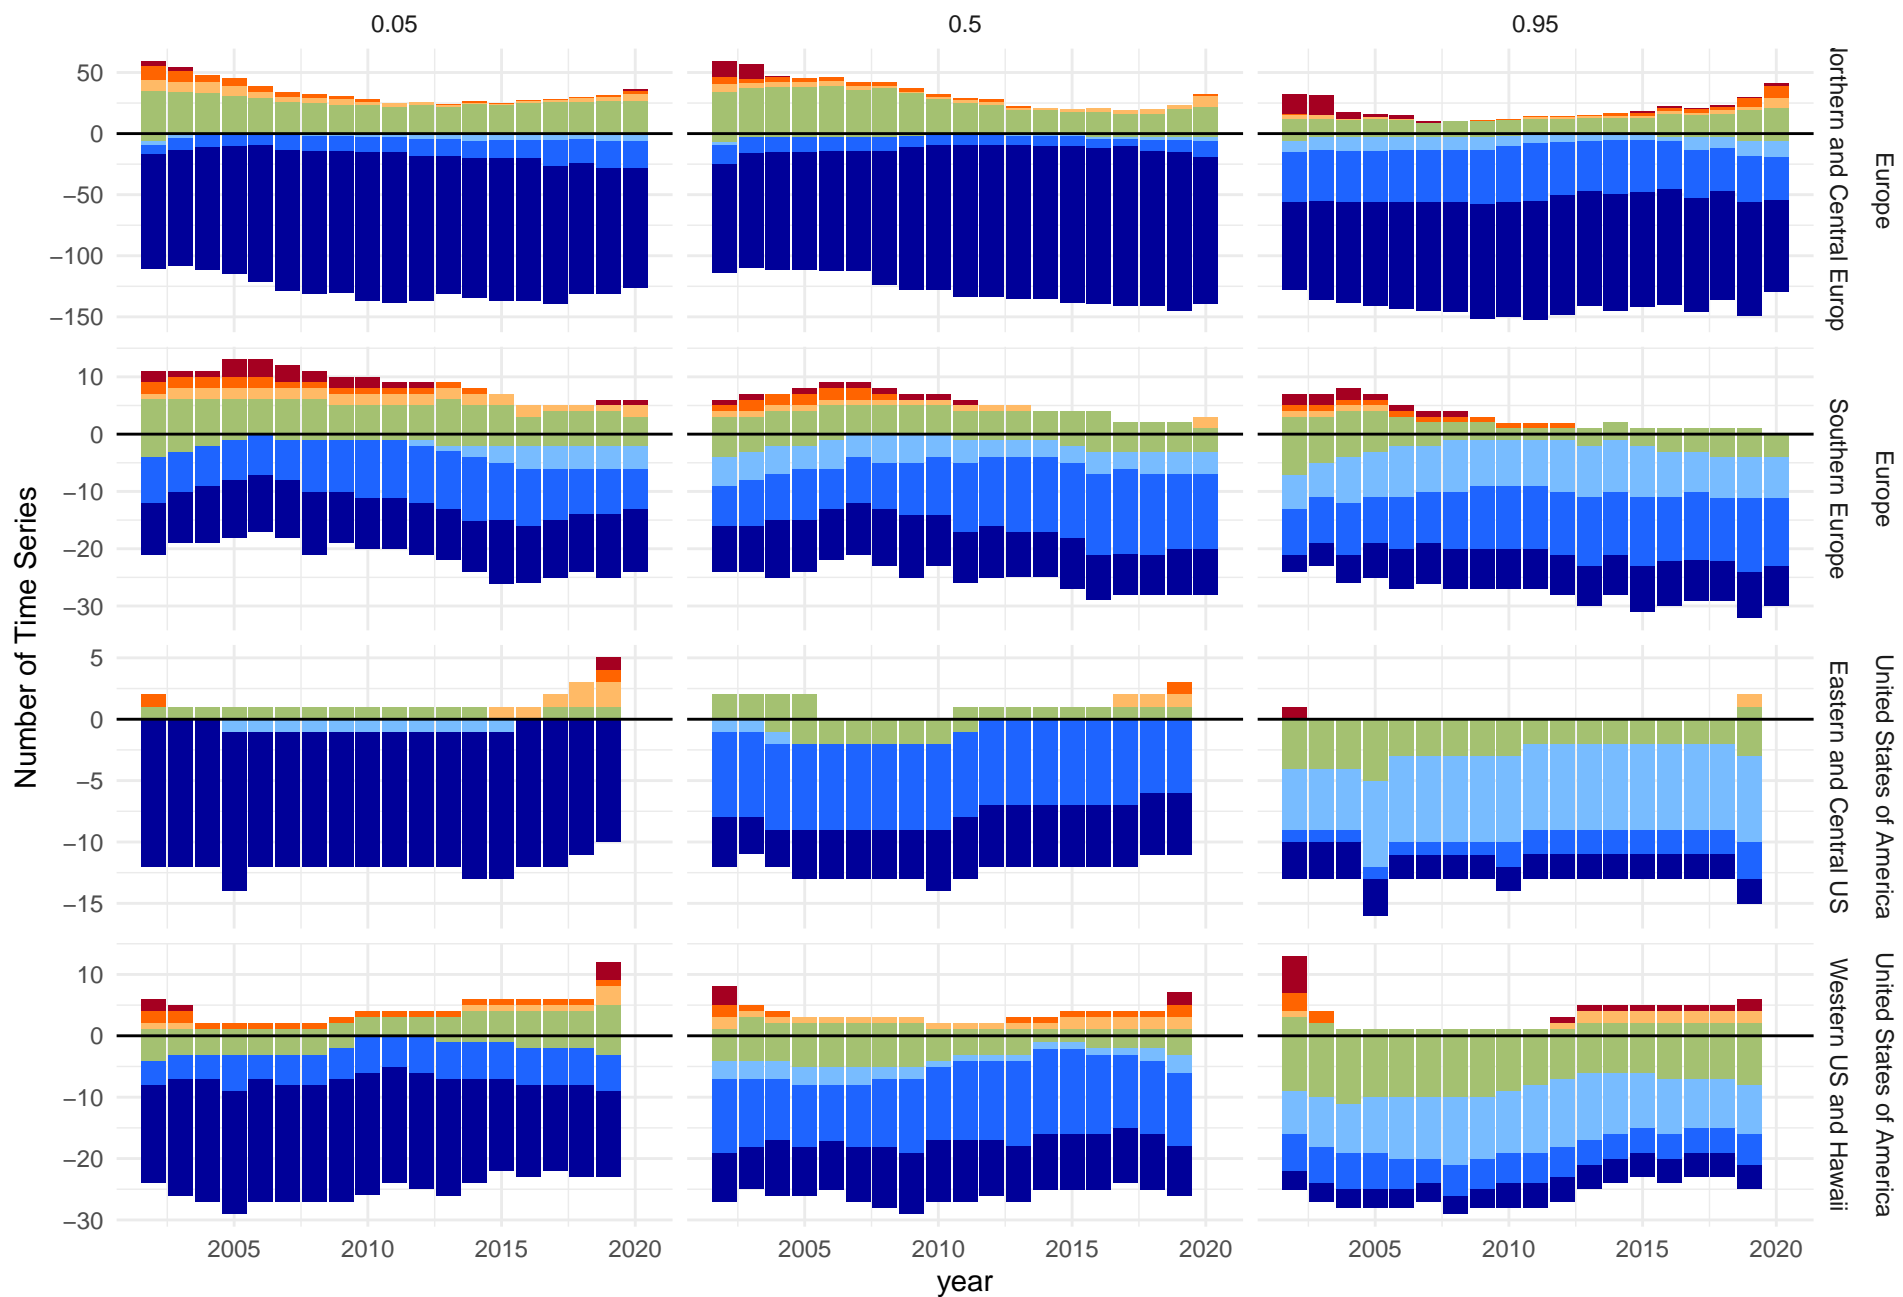 0.05 0.5 0.95
50
0
−50
−100
−150
orthern and Central Europ
Europe
10
0
−10
−20
−30
Southern Europe
Europe
5
0
−5
−10
−15
Eastern and Central US
United States of America
10
0
−10
−20
−30
Western US and Hawaii
United States of America
Number of Time Series
2005 2010 2015 2020 2005 2010 2015 2020 2005 2010 2015 2020
year